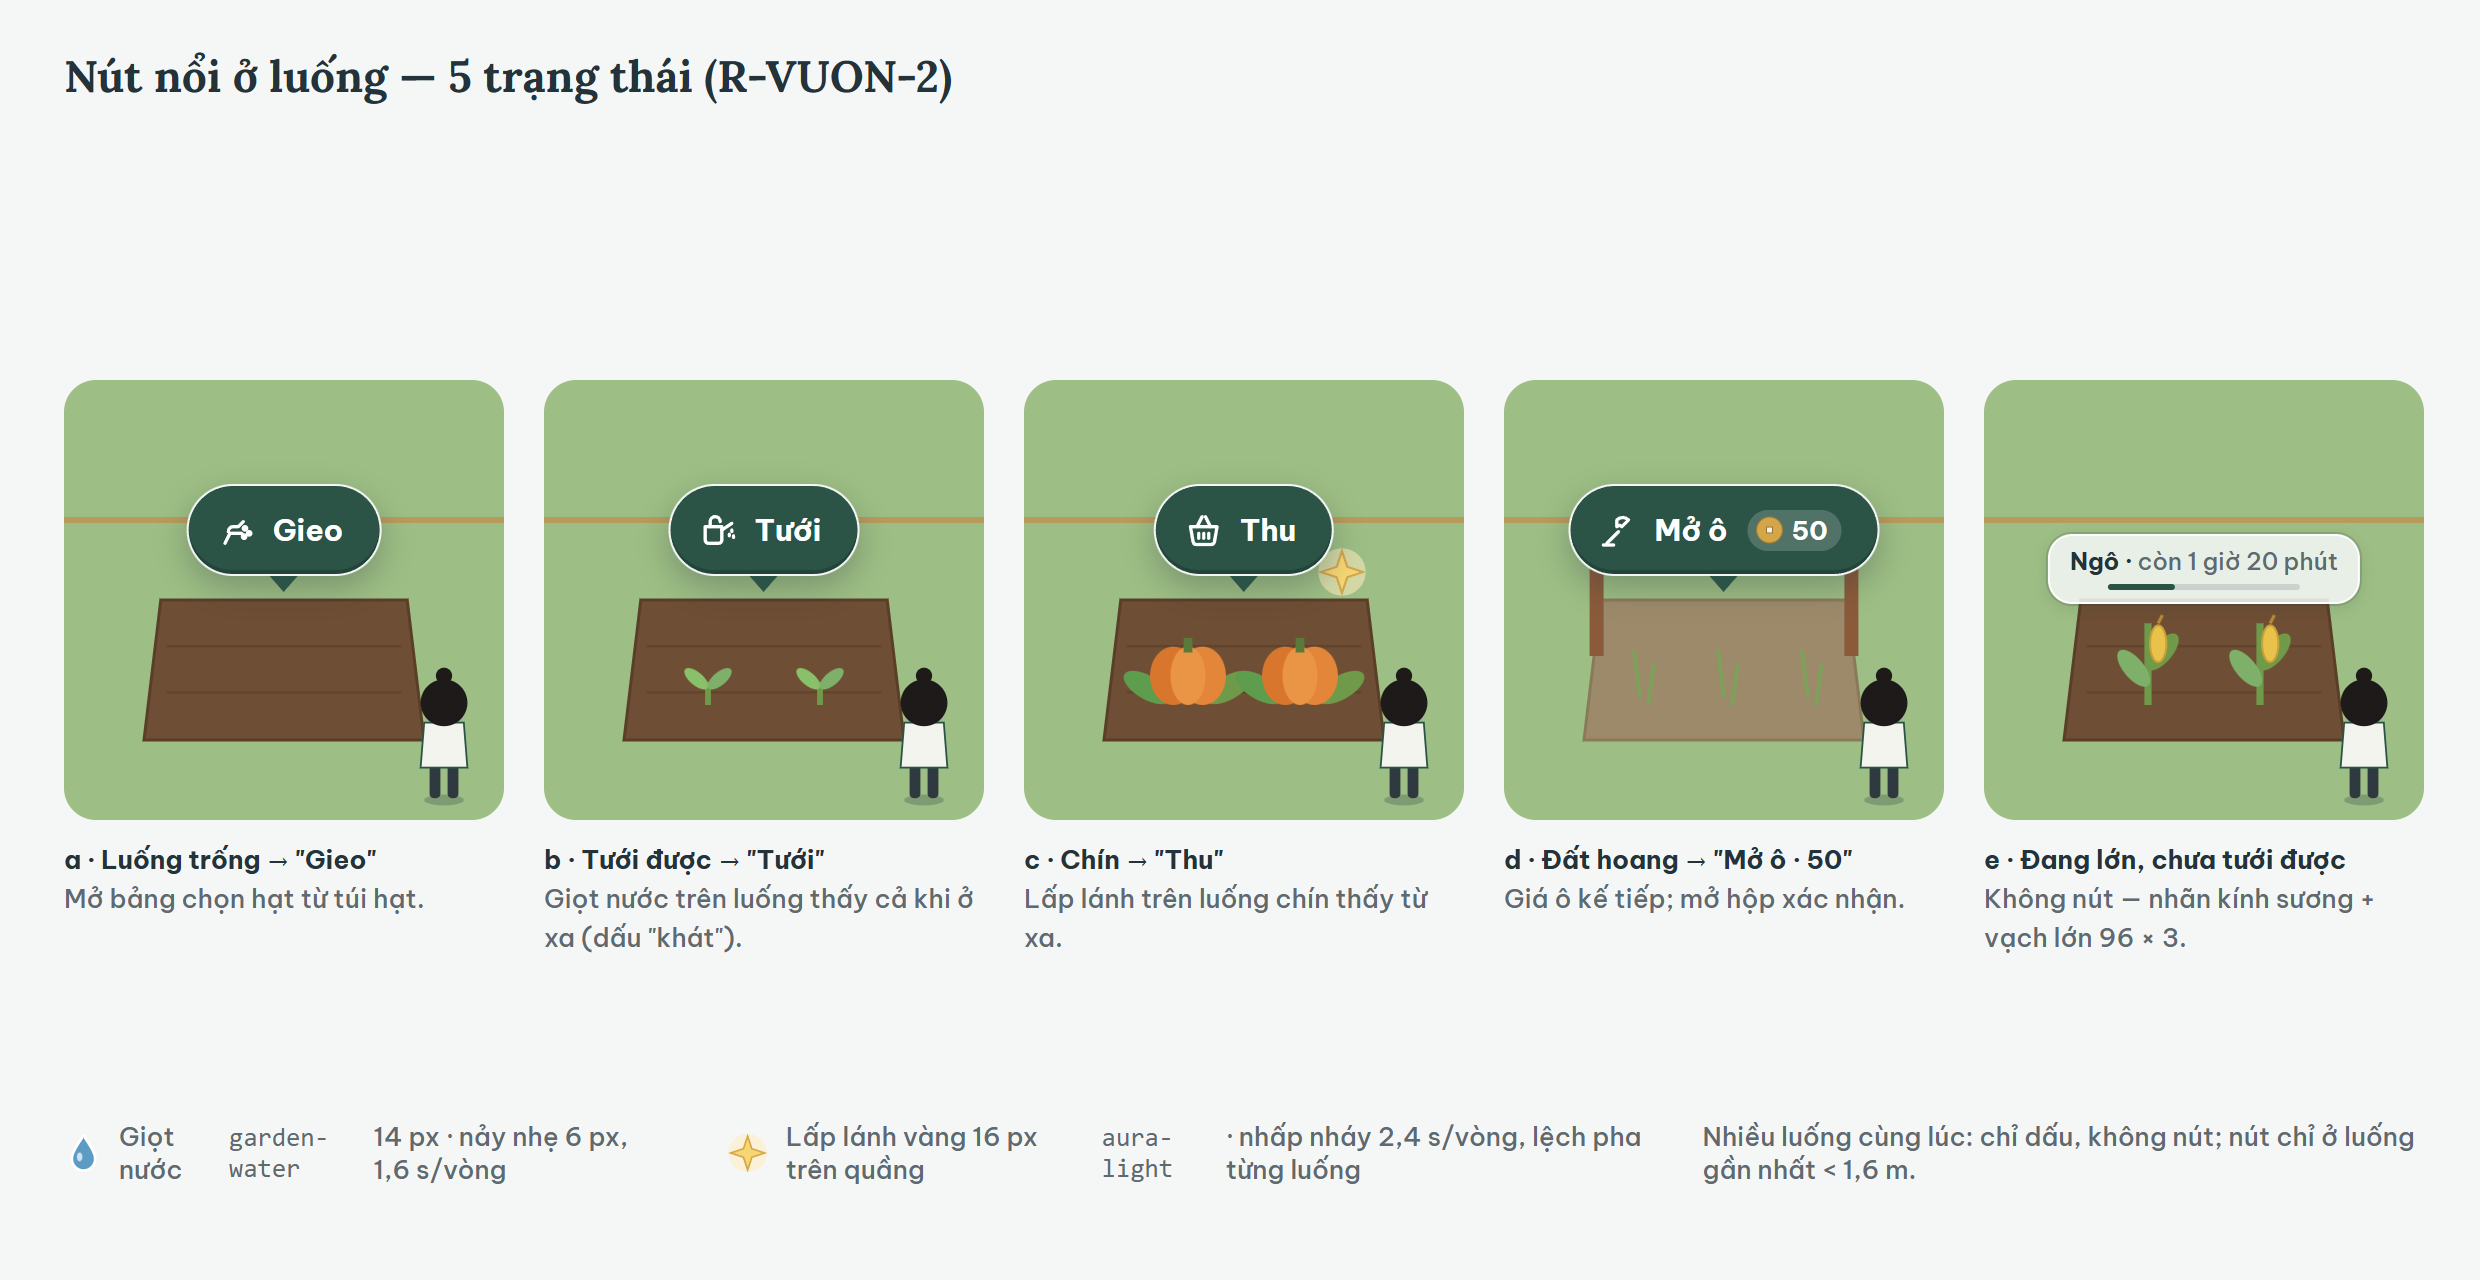 Nút nổi ở luống — 5 trạng thái (R-VUON-2)
Gieo
Tưới
Thu
Mở ô 50
Ngô · còn 1 giờ 20 phút
a · Luống trống → "Gieo"
Mở bảng chọn hạt từ túi hạt.
b · Tưới được → "Tưới"
Giọt nước trên luống thấy cả khi ở
xa (dấu "khát").
c · Chín → "Thu"
Lấp lánh trên luống chín thấy từ
xa.
d · Đất hoang → "Mở ô · 50"
Giá ô kế tiếp; mở hộp xác nhận.
e · Đang lớn, chưa tưới được
Không nút — nhãn kính sương +
vạch lớn 96 × 3.
Giọt
nước
garden-
water
14 px · nảy nhẹ 6 px,
1,6 s/vòng
Lấp lánh vàng 16 px
trên quầng
aura-
light
· nhấp nháy 2,4 s/vòng, lệch pha
từng luống
Nhiều luống cùng lúc: chỉ dấu, không nút; nút chỉ ở luống
gần nhất < 1,6 m.